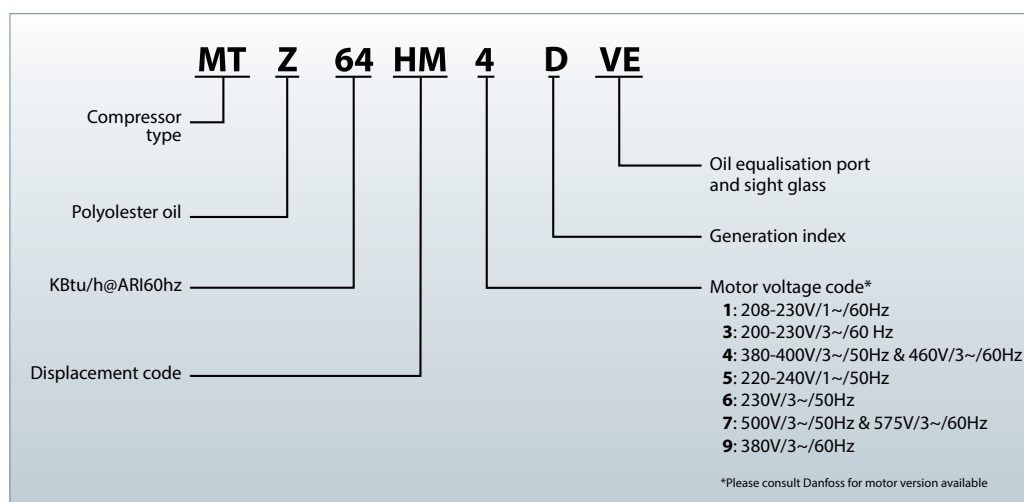 MT Z 64 HM 4 D VE
Compressor
type
Polyolester oil
KBtu/h@ARI60hz
Displacement code
Oil equalisation port
and sight glass
Generation index
Motor voltage code*
1: 208-230V/1~/60Hz
3: 200-230V/3~/60 Hz
4: 380-400V/3~/50Hz & 460V/3~/60Hz
5: 220-240V/1~/50Hz
6: 230V/3~/50Hz
7: 500V/3~/50Hz & 575V/3~/60Hz
9: 380V/3~/60Hz
*Please consult Danfoss for motor version available